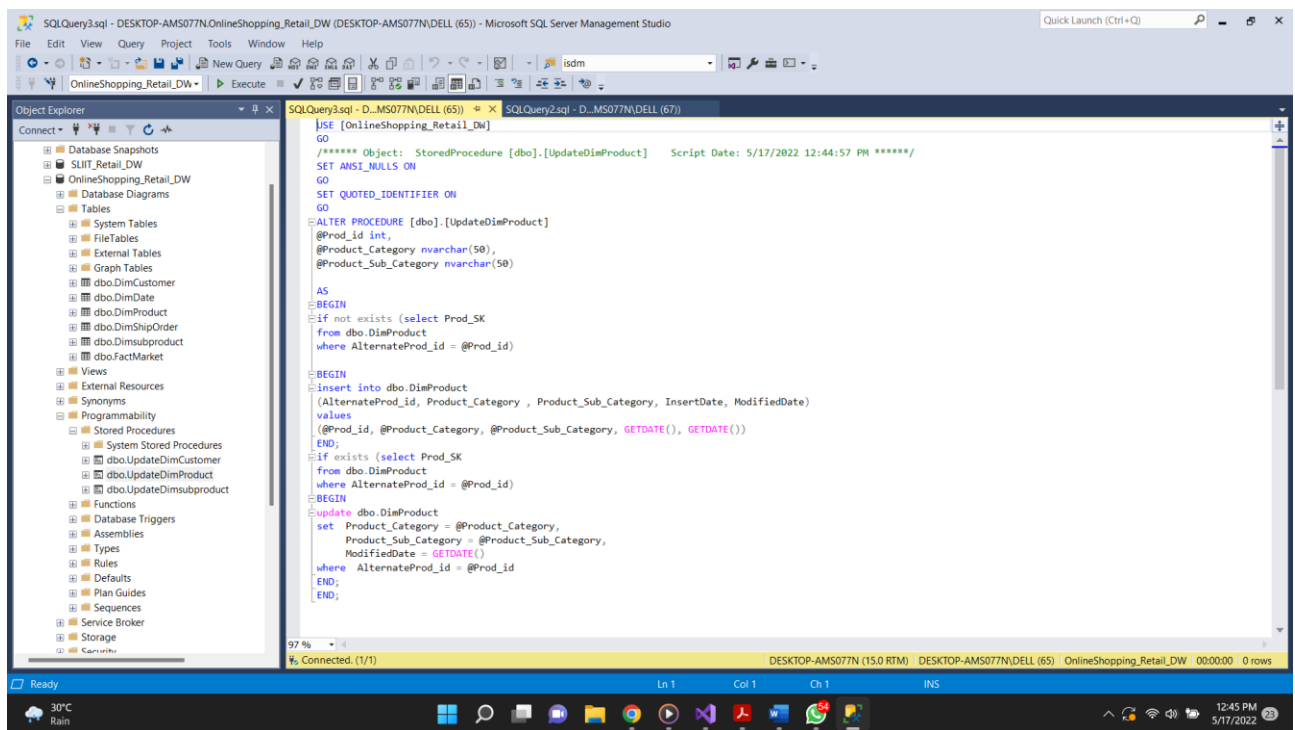 SQLQuery3.sql - DESKTOP-AMS077N.OnlineShopping_Retail_DW (DESKTOP-AMS077N\DELL (65)) - Microsoft SQL Server Management Studio
Quick Launch (Ctrl+Q)
File Edit View Query Project Tools Window Help
New Query
isdm
OnlineShopping_Retail_DW
Execute
Object Explorer
Connect
Database Snapshots
SLIIT_Retail_DW
OnlineShopping_Retail_DW
Database Diagrams
Tables
System Tables
FileTables
External Tables
Graph Tables
dbo.DimCustomer
dbo.DimDate
dbo.DimProduct
dbo.DimShipOrder
dbo.Dimsubproduct
dbo.FactMarket
Views
External Resources
Synonyms
Programmability
Stored Procedures
System Stored Procedures
dbo.UpdateDimCustomer
dbo.UpdateDimProduct
dbo.UpdateDimsubproduct
Functions
Database Triggers
Assemblies
Types
Rules
Defaults
Plan Guides
Sequences
Service Broker
Storage
Security
SQLQuery3.sql - D...MS077N\DELL (65))
SQLQuery2.sql - D...MS077N\DELL (67))
USE [OnlineShopping_Retail_DW]
GO
/****** Object: StoredProcedure [dbo].[UpdateDimProduct] Script Date: 5/17/2022 12:44:57 PM ******/
SET ANSI_NULLS ON
GO
SET QUOTED_IDENTIFIER ON
GO
ALTER PROCEDURE [dbo].[UpdateDimProduct]
@Prod_id int,
@Product_Category nvarchar(50),
@Product_Sub_Category nvarchar(50)
AS
BEGIN
if not exists (select Prod_SK
from dbo.DimProduct
where AlternateProd_id = @Prod_id)
BEGIN
insert into dbo.DimProduct
(AlternateProd_id, Product_Category , Product_Sub_Category, InsertDate, ModifiedDate)
values
(@Prod_id, @Product_Category, @Product_Sub_Category, GETDATE(), GETDATE())
END;
if exists (select Prod_SK
from dbo.DimProduct
where AlternateProd_id = @Prod_id)
BEGIN
update dbo.DimProduct
set Product_Category = @Product_Category,
Product_Sub_Category = @Product_Sub_Category,
ModifiedDate = GETDATE()
where AlternateProd_id = @Prod_id
END;
END;
97 %
Connected. (1/1)
DESKTOP-AMS077N (15.0 RTM) DESKTOP-AMS077N\DELL (65) OnlineShopping_Retail_DW 00:00:00 0 rows
Ready
Ln 1 Col 1 Ch 1 INS
30°C
Rain
54
12:45 PM
5/17/2022
23